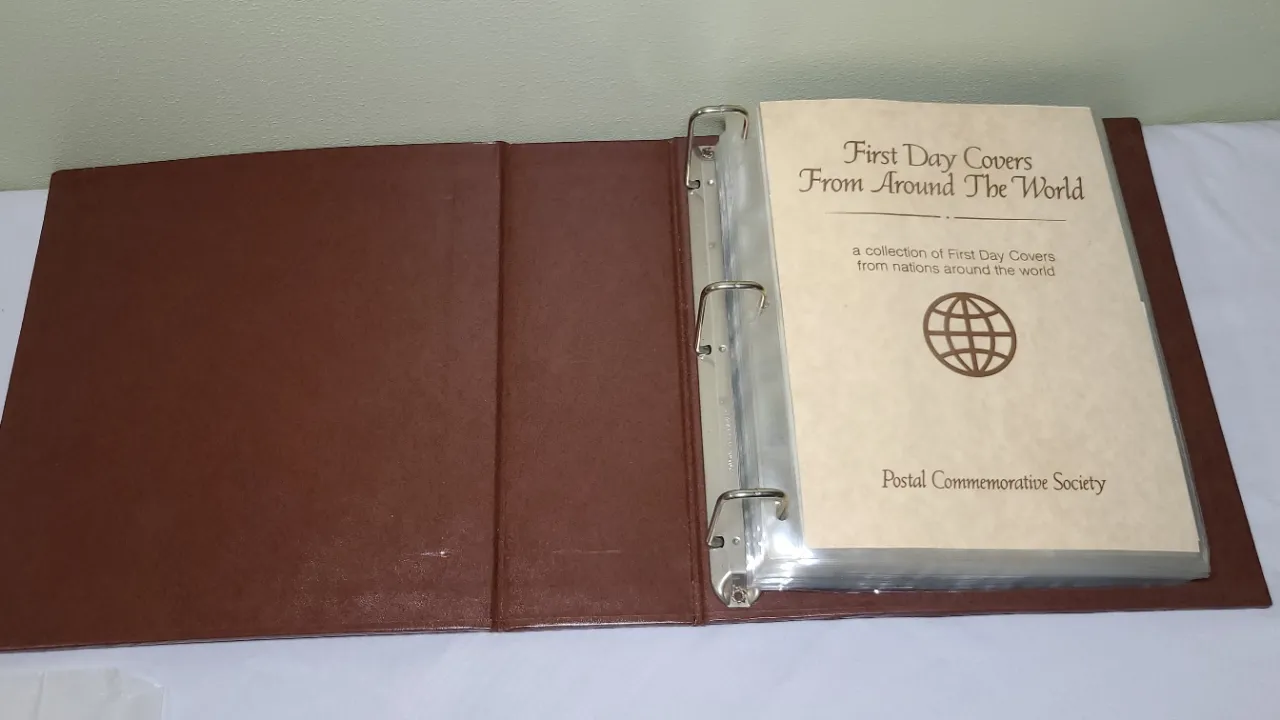 First Day Covers
From Around The World
a collection of First Day Covers
from nations around the world
Postal Commemorative Society